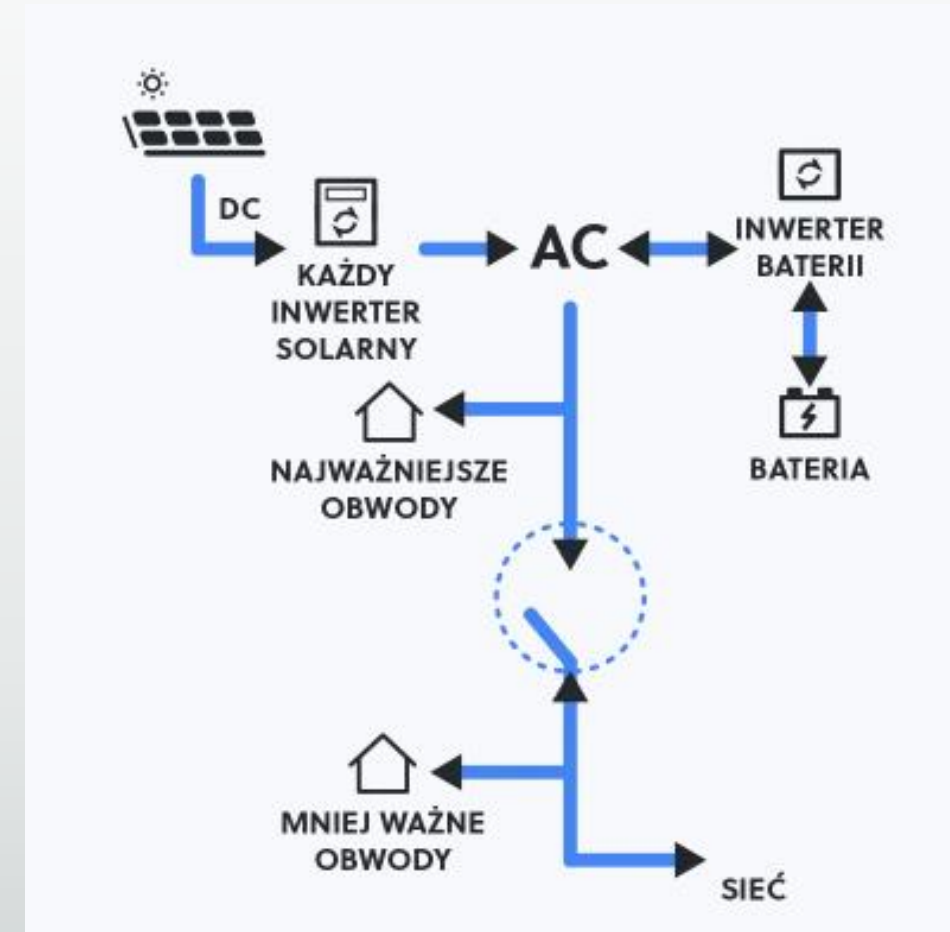 DC
KAŻDY
INWERTER
SOLARNY
AC
INWERTER
BATERII
BATERIA
NAJWAŻNIEJSZE
OBWODY
MNIEJ WAŻNE
OBWODY
SIEĆ